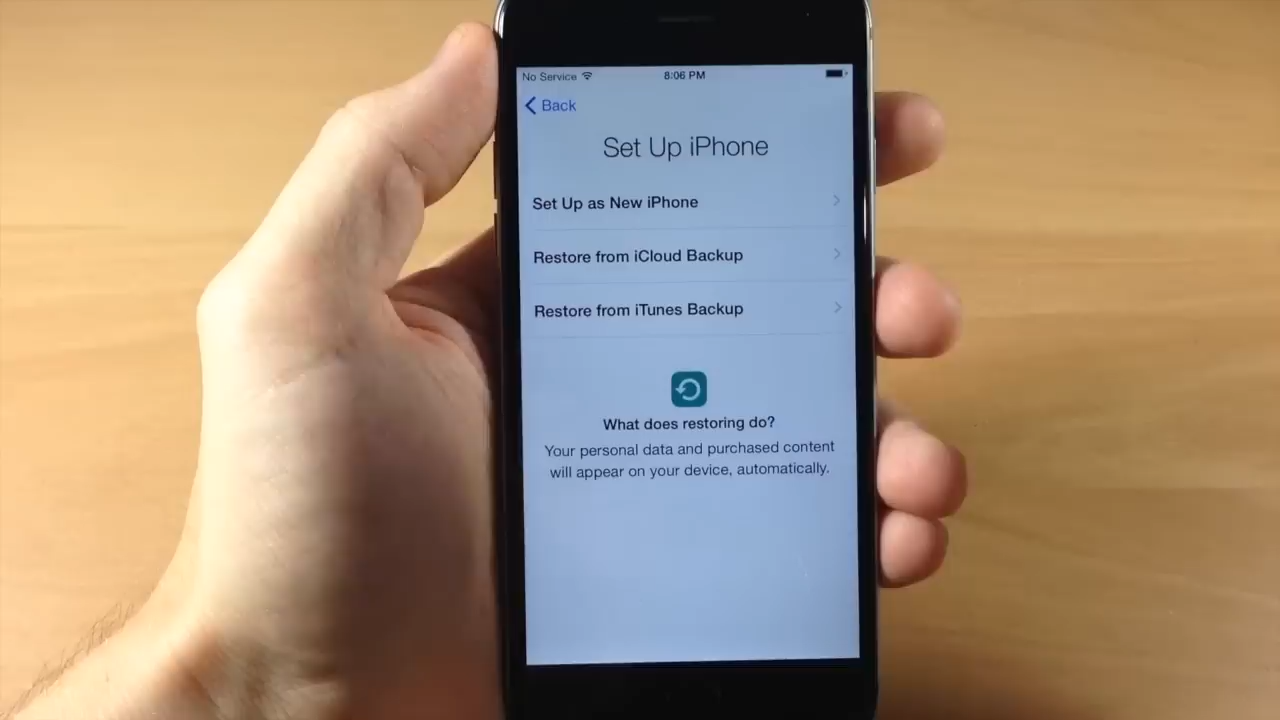 No Service 8:06 PM
Back
Set Up iPhone
Set Up as New iPhone
Restore from iCloud Backup
Restore from iTunes Backup
What does restoring do?
Your personal data and purchased content
will appear on your device, automatically.